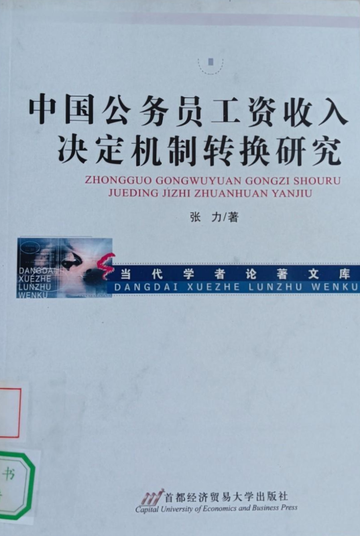 中国公务员工资收入
决定机制转换研究
ZHONGGUO GONGWUYUAN GONGZI SHOURU
JUEDING JIZHI ZHUANHUAN YANJIU
张 力/著
当代学者论著文库
DANGDAI XUEZHE LUNZHU WENKU
DANGDAI
XUEZHE
LUNZHU
WENKU
书
首都经济贸易大学出版社
Capital University of Economics and Business Press